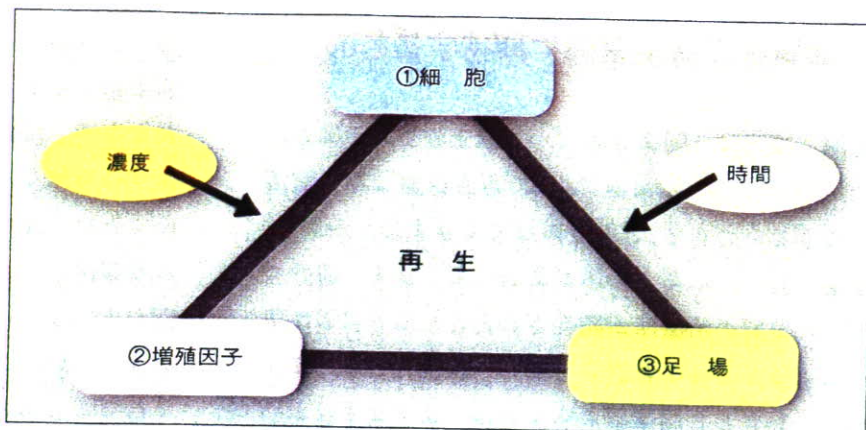 ①細 胞
濃度
時間
再 生
②増殖因子
③足 場